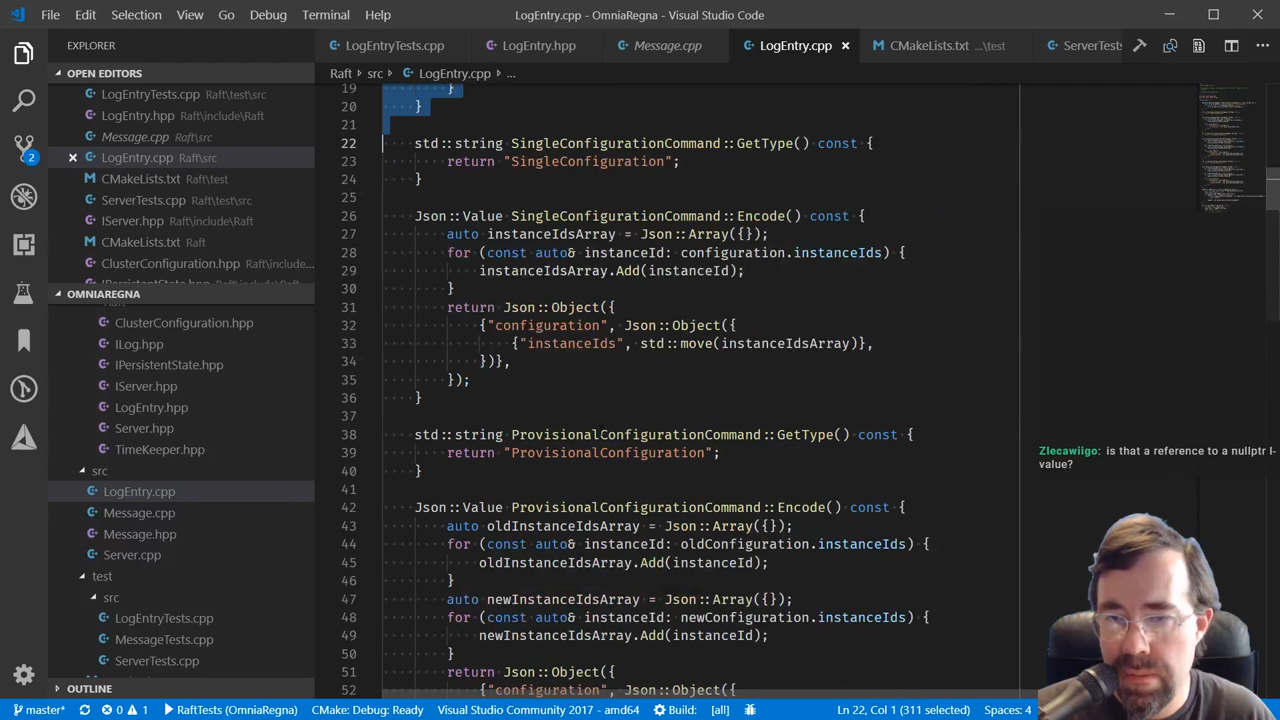 File Edit Selection View Go Debug Terminal Help LogEntry.cpp - OmniaRegna - Visual Studio Code
EXPLORER LogEntryTests.cpp LogEntry.hpp Message.cpp LogEntry.cpp CMakeLists.txt ...\test ServerTests
OPEN EDITORS Raft > src > LogEntry.cpp > ...
LogEntryTests.cpp Raft\test\src
LogEntry.hpp Raft\include\Raft
Message.cpp Raft\src
LogEntry.cpp Raft\src
CMakeLists.txt Raft\test
ServerTests.cpp Raft\test\src
IServer.hpp Raft\include\Raft
CMakeLists.txt Raft
ClusterConfiguration.hpp Raft\include...
OMNIAREGNA
ClusterConfiguration.hpp
ILog.hpp
IPersistentState.hpp
IServer.hpp
LogEntry.hpp
Server.hpp
TimeKeeper.hpp
src
LogEntry.cpp
Message.cpp
Message.hpp
Server.cpp
test
src
LogEntryTests.cpp
MessageTests.cpp
ServerTests.cpp
OUTLINE
2
19 }
20 }
21
22 std::string SingleConfigurationCommand::GetType() const {
23 return "SingleConfiguration";
24 }
25
26 Json::Value SingleConfigurationCommand::Encode() const {
27 auto instanceIdsArray = Json::Array({});
28 for (const auto& instanceId: configuration.instanceIds) {
29 instanceIdsArray.Add(instanceId);
30 }
31 return Json::Object({
32 {"configuration", Json::Object({
33 {"instanceIds", std::move(instanceIdsArray)},
34 })},
35 });
36 }
37
38 std::string ProvisionalConfigurationCommand::GetType() const {
39 return "ProvisionalConfiguration";
40 }
41
42 Json::Value ProvisionalConfigurationCommand::Encode() const {
43 auto oldInstanceIdsArray = Json::Array({});
44 for (const auto& instanceId: oldConfiguration.instanceIds) {
45 oldInstanceIdsArray.Add(instanceId);
46 }
47 auto newInstanceIdsArray = Json::Array({});
48 for (const auto& instanceId: newConfiguration.instanceIds) {
49 newInstanceIdsArray.Add(instanceId);
50 }
51 return Json::Object({
52 {"configuration", Json::Object({
Zlecawiigo: is that a reference to a nullptr l-
value?
master* 0 1 RaftTests (OmniaRegna) CMake: Debug: Ready Visual Studio Community 2017 - amd64 Build: [all] Ln 22, Col 1 (311 selected) Spaces: 4